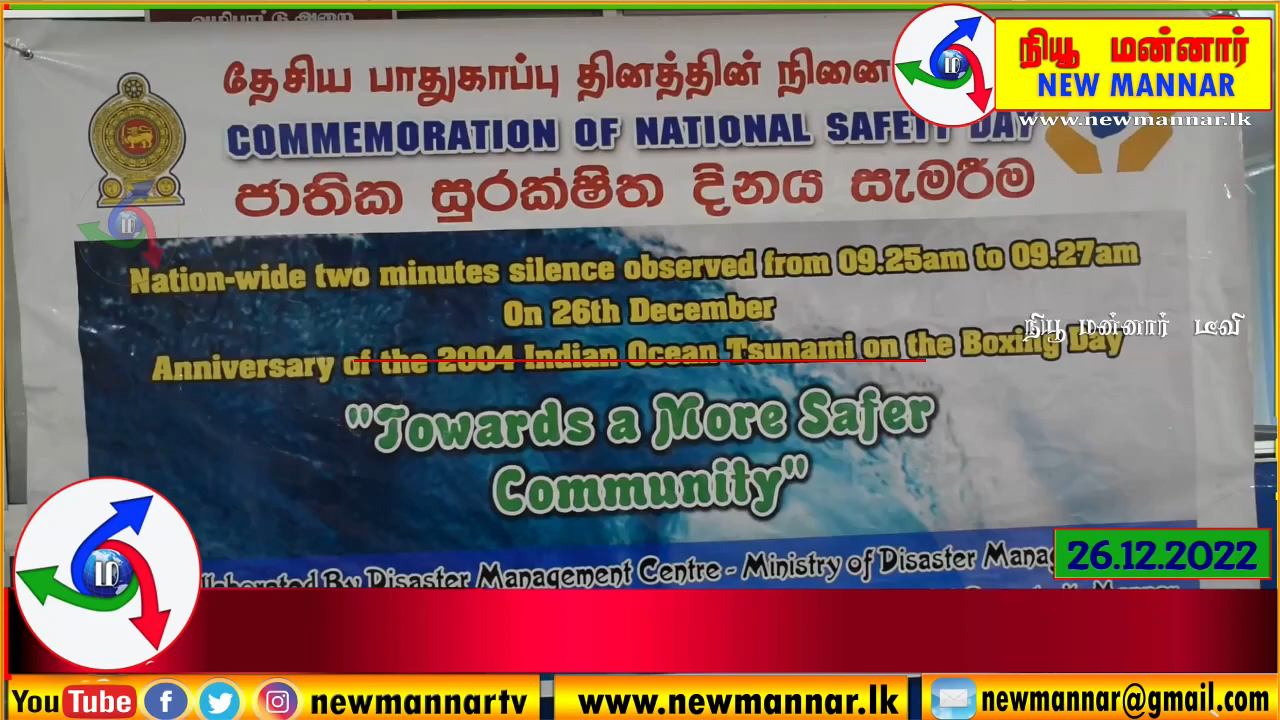 வழிபாட்டு அறை
தேசிய பாதுகாப்பு தினத்தின்
COMMEMORATION OF NATIONAL SAFETY DAY
ජාතික සුරක්ෂිත දිනය සැමරීම
Nation-wide two minutes silence observed from 09.25am to 09.27am
On 26th December
Anniversary of the 2004 Indian Ocean Tsunami on the Boxing Day
"Towards a More Safer
Community"
By Disaster Management Centre - Ministry of Disaster
நியூ மன்னார்
NEW MANNAR
www.newmannar.lk
நியூ மன்னார் டீவி
26.12.2022
YouTube newmannartv
www.newmannar.lk
newmannar@gmail.com